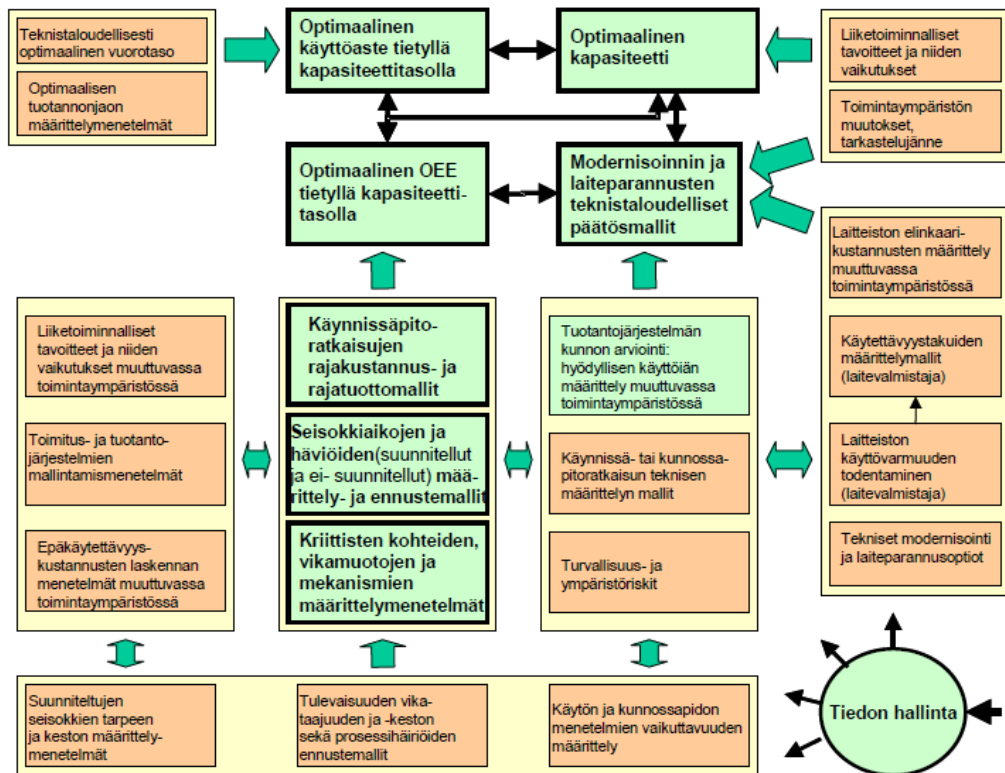 Teknistaloudellisesti
optimaalinen vuorotaso
Optimaalisen
tuotannonjaon
määrittelymenetelmät
Optimaalinen
käyttöaste tietyllä
kapasiteettitasolla
Optimaalinen
kapasiteetti
Liiketoiminnalliset
tavoitteet ja niiden
vaikutukset
Toimintaympäristön
muutokset,
tarkastelujänne
Optimaalinen OEE
tietyllä kapasiteetti-
tasolla
Modernisoinnin ja
laiteparannusten
teknistaloudelliset
päätösmallit
Liiketoiminnalliset
tavoitteet ja niiden
vaikutukset muuttuvassa
toimintaympäristössä
Toimitus- ja tuotanto-
järjestelmien
mallintamismenetelmät
Epäkäytettävyys-
kustannusten laskennan
menetelmät muuttuvassa
toimintaympäristössä
Käynnissäpito-
ratkaisujen
rajakustannus- ja
rajatuottomallit
Seisokkiaikojen ja
häviöiden(suunnitellut
ja ei- suunnitellut) mää-
rittely- ja ennustemallit
Kriittisten kohteiden,
vikamuotojen ja
mekanismien
määrittelymenetelmät
Tuotantojärjestelmän
kunnon arviointi:
hyödyllisen käyttöiän
määrittely muuttuvassa
toimintaympäristössä
Käynnissä- tai kunnossa-
pitoratkaisun teknisen
määrittelyn mallit
Turvallisuus- ja
ympäristöriskit
Laitteiston elinkaari-
kustannusten määrittely
muuttuvassa
toimintaympäristössä
Käytettävyystakuiden
määrittelymallit
(laitevalmistaja)
Laitteiston
käyttövarmuuden
todentaminen
(laitevalmistaja)
Tekniset modernisointi
ja laiteparannusoptiot
Suunniteltujen
seisokkien tarpeen
ja keston määrittely-
menetelmät
Tulevaisuuden vika-
taajuuden ja -keston
sekä prosessihäiriöiden
ennustemallit
Käytön ja kunnossapidon
menetelmien vaikuttavuuden
määrittely
Tiedon hallinta